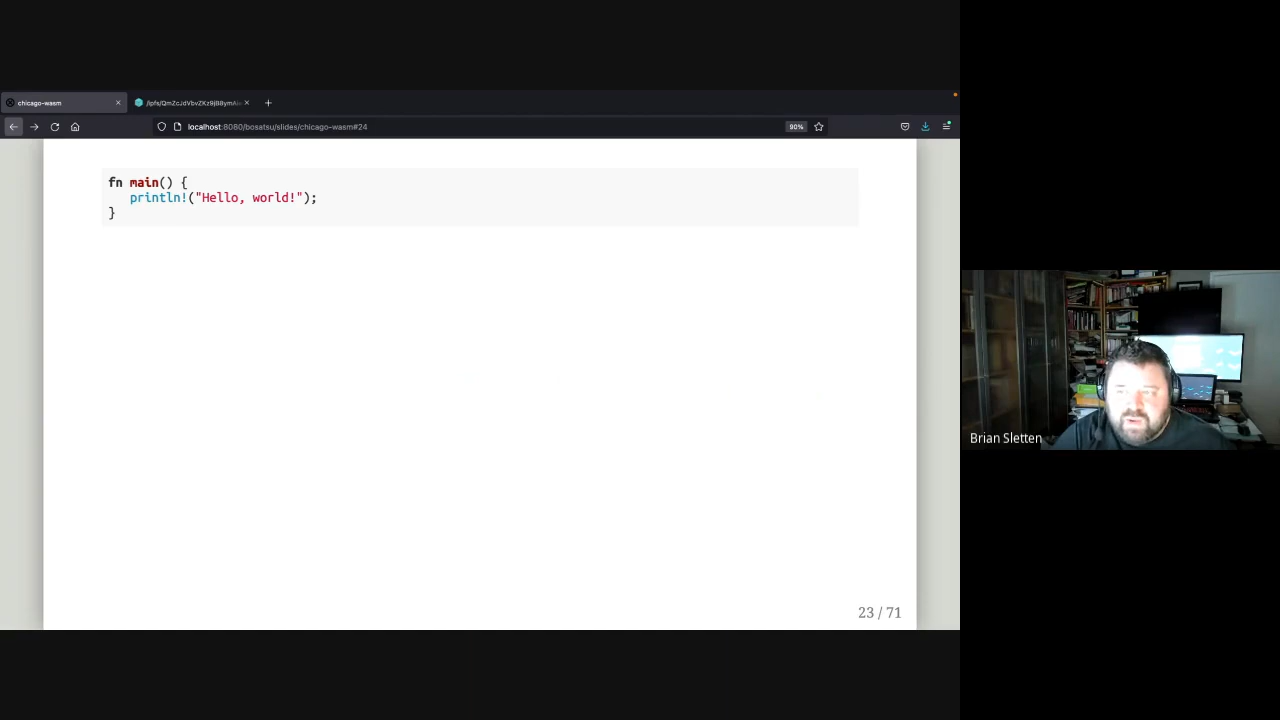 chicago-wasm
localhost:8080/bosatsu/slides/chicago-wasm#24
90%
fn main() {
println!("Hello, world!");
}
23 / 71
Brian Sletten